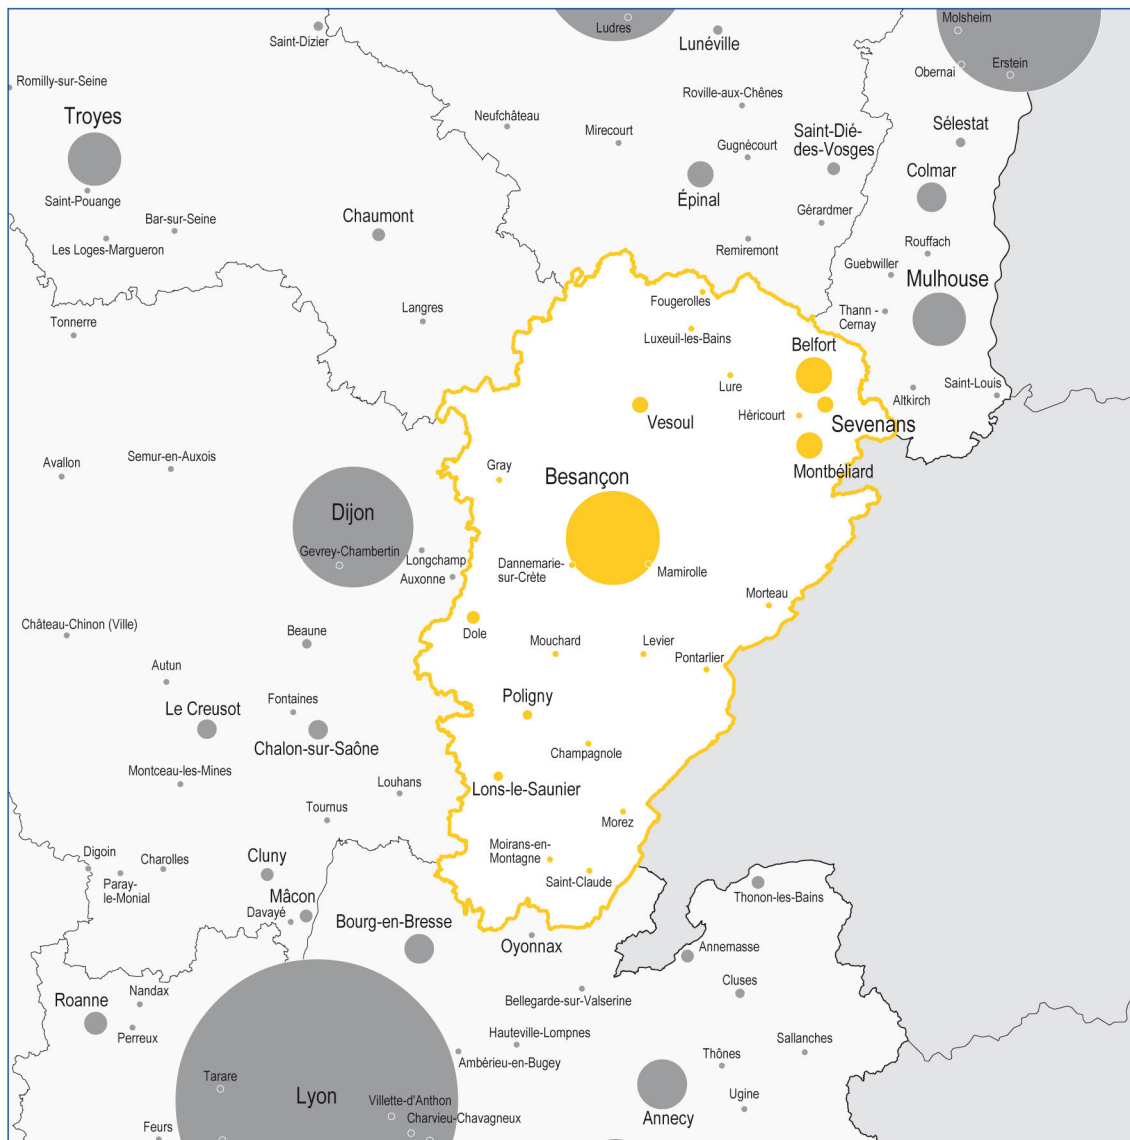 Ludres
Molsheim
Saint-Dizier
Lunéville
Obernai
Erstein
Romilly-sur-Seine
Roville-aux-Chênes
Troyes
Neufchâteau
Mirecourt
Gugnécourt
Saint-Dié-
des-Vosges
Sélestat
Colmar
Saint-Pouange
Épinal
Bar-sur-Seine
Chaumont
Gérardmer
Les Loges-Margueron
Remiremont
Rouffach
Guebwiller
Mulhouse
Fougerolles
Langres
Thann -
Cernay
Tonnerre
Luxeuil-les-Bains
Belfort
Lure
Saint-Louis
Altkirch
Héricourt
Vesoul
Sevenans
Avallon
Semur-en-Auxois
Gray
Besançon
Montbéliard
Dijon
Gevrey-Chambertin
Longchamp
Auxonne
Dannemarie-
sur-Crète
Mamirolle
Morteau
Château-Chinon (Ville)
Beaune
Dole
Mouchard
Levier
Pontarlier
Autun
Fontaines
Poligny
Le Creusot
Chalon-sur-Saône
Champagnole
Montceau-les-Mines
Louhans
Lons-le-Saunier
Tournus
Morez
Moirans-en-
Montagne
Saint-Claude
Digoin
Charolles
Paray-
le-Monial
Cluny
Mâcon
Davayé
Thonon-les-Bains
Bourg-en-Bresse
Oyonnax
Annemasse
Cluses
Roanne
Nandax
Perreux
Bellegarde-sur-Valserine
Hauteville-Lompnes
Ambérieu-en-Bugey
Sallanches
Thônes
Tarare
Lyon
Villette-d'Anthon
Charvieu-Chavagneux
Annecy
Ugine
Feurs